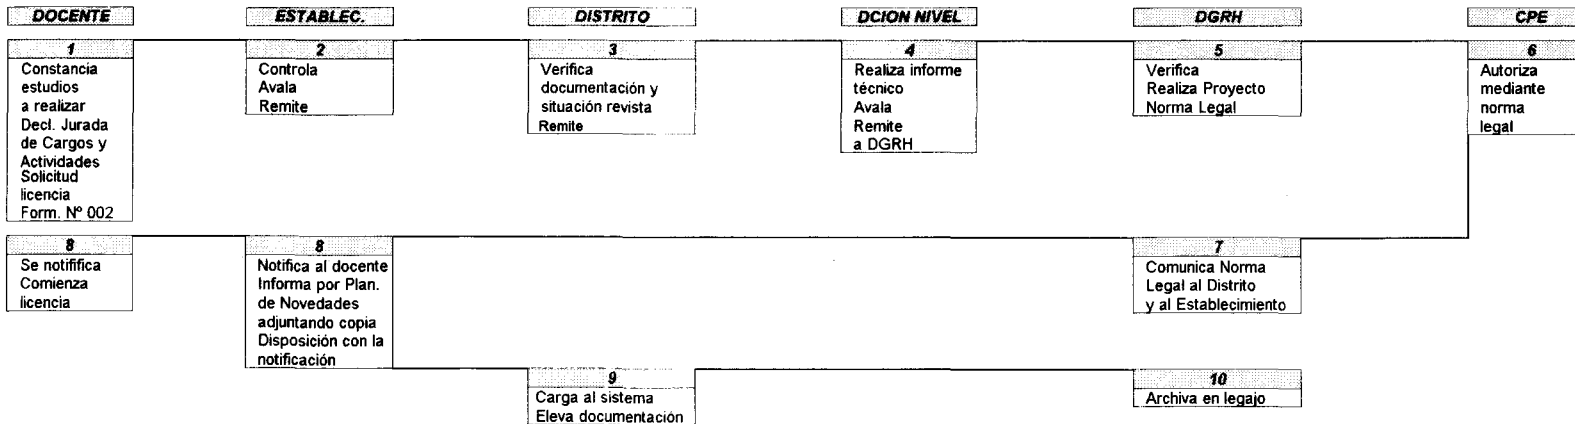 DOCENTE
ESTABLEC.
DISTRITO
DCION NIVEL
DGRH
CPE
1
Constancia
estudios
a realizar
Decl. Jurada
de Cargos y
Actividades
Solicitud
licencia
Form. Nº 002
2
Controla
Avala
Remite
3
Verifica
documentación y
situación revista
Remite
4
Realiza informe
técnico
Avala
Remite
a DGRH
5
Verifica
Realiza Proyecto
Norma Legal
6
Autoriza
mediante
norma
legal
8
Se notififica
Comienza
licencia
8
Notifica al docente
Informa por Plan.
de Novedades
adjuntando copia
Disposición con la
notificación
7
Comunica Norma
Legal al Distrito
y al Establecimiento
9
Carga al sistema
Eleva documentación
10
Archiva en legajo